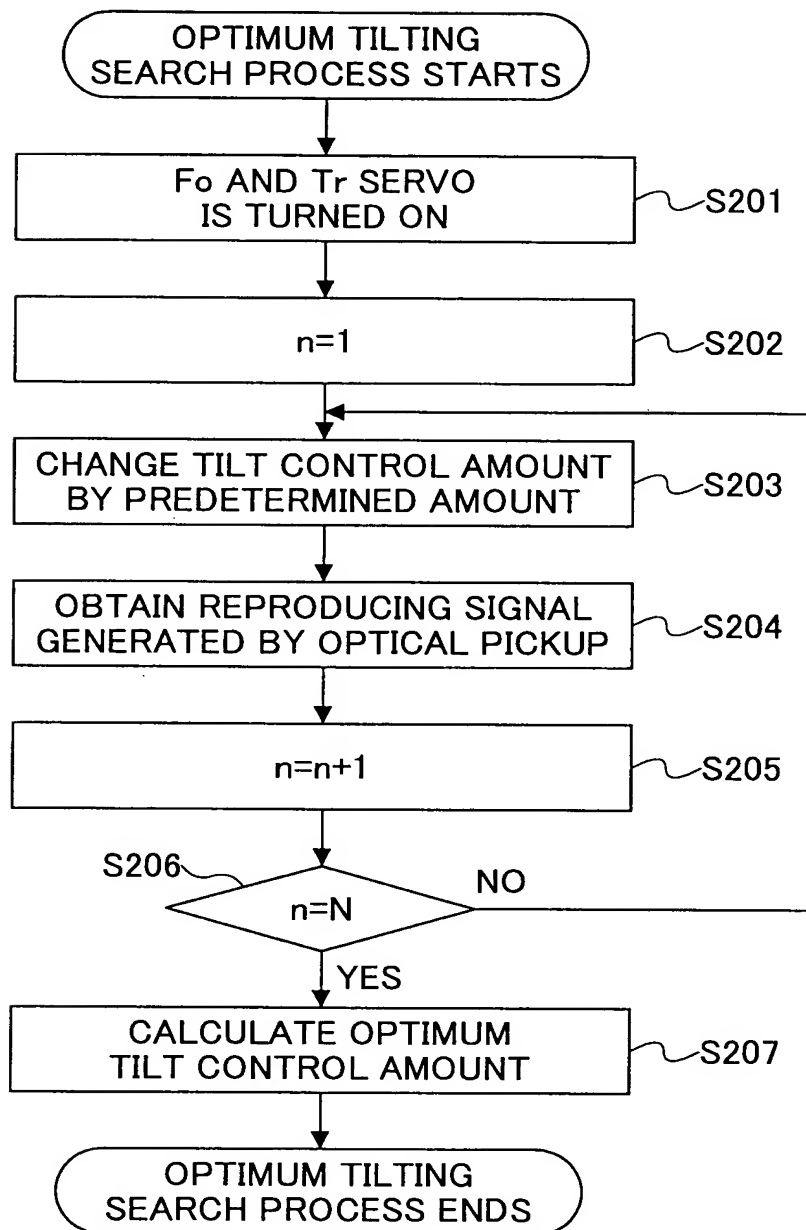 OPTIMUM TILTING
SEARCH PROCESS STARTS
Fo AND Tr SERVO
IS TURNED ON
S201
n=1
S202
CHANGE TILT CONTROL AMOUNT
BY PREDETERMINED AMOUNT
S203
OBTAIN REPRODUCING SIGNAL
GENERATED BY OPTICAL PICKUP
S204
n=n+1
S205
S206
n=N
NO
YES
CALCULATE OPTIMUM
TILT CONTROL AMOUNT
S207
OPTIMUM TILTING
SEARCH PROCESS ENDS